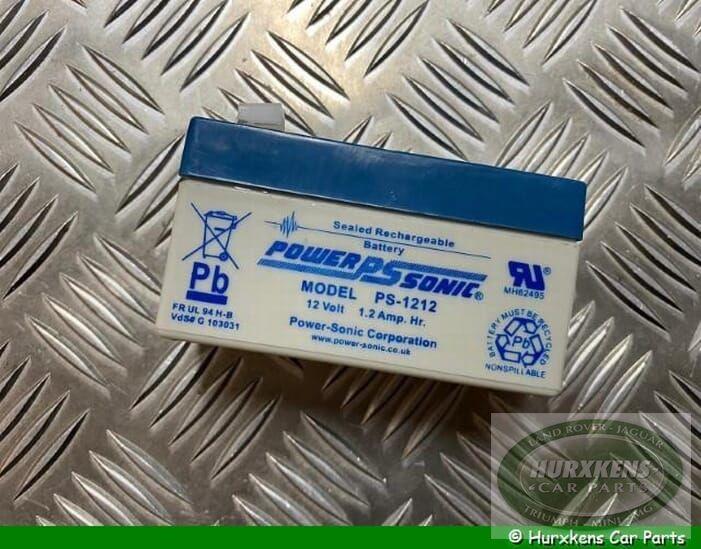 Sealed Rechargeable
Battery
POWER PS SONIC®
MODEL PS-1212
12 Volt 1.2 Amp. Hr.
Power-Sonic Corporation
www.power-sonic.co.uk
Pb
FR UL 94 H-B
VdS# G 103031
MH62495
BATTERY MUST BE RECYCLED
Pb
NONSPILLABLE
LAND ROVER - JAGUAR
HURXKENS
-CAR PARTS-
TRIUMPH - MINI - MG
© Hurxkens Car Parts